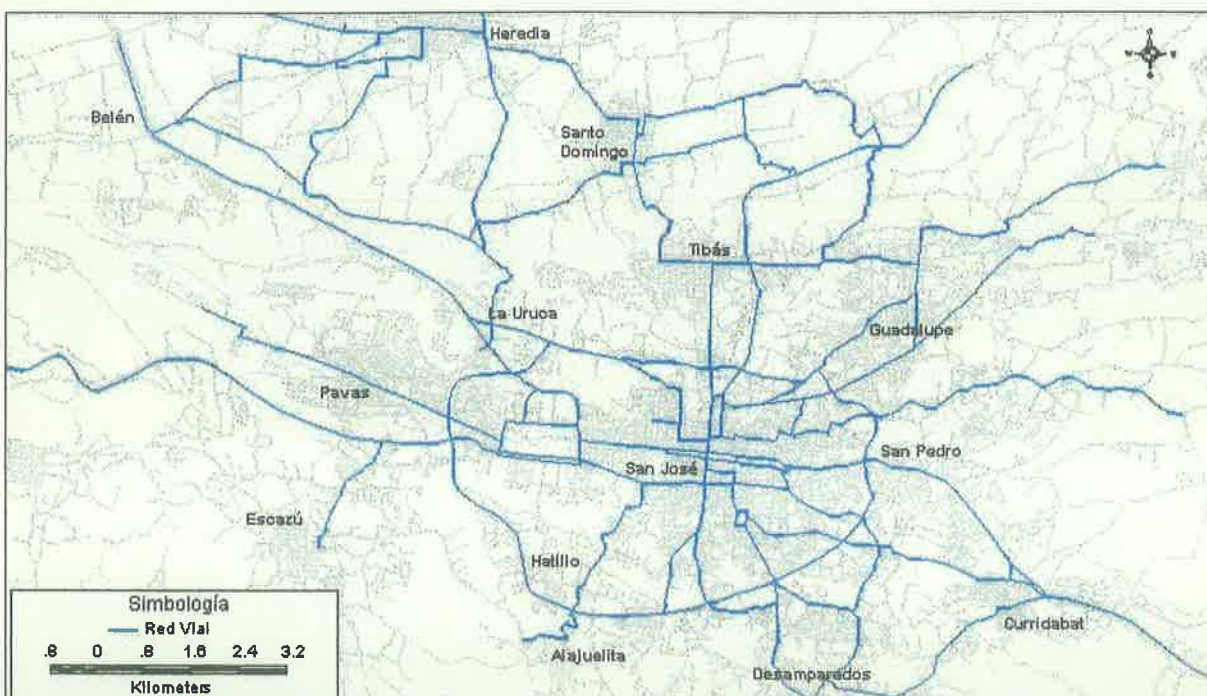 Heredia
Belén
Santo
Domingo
Tibás
La Uruca
Guadalupe
Pavas
San José
San Pedro
Escazú
Hatillo
Curridabat
Alajuelita
Desamparados
Simbología
Red Vial
.8 0 .8 1.6 2.4 3.2
Kilometers